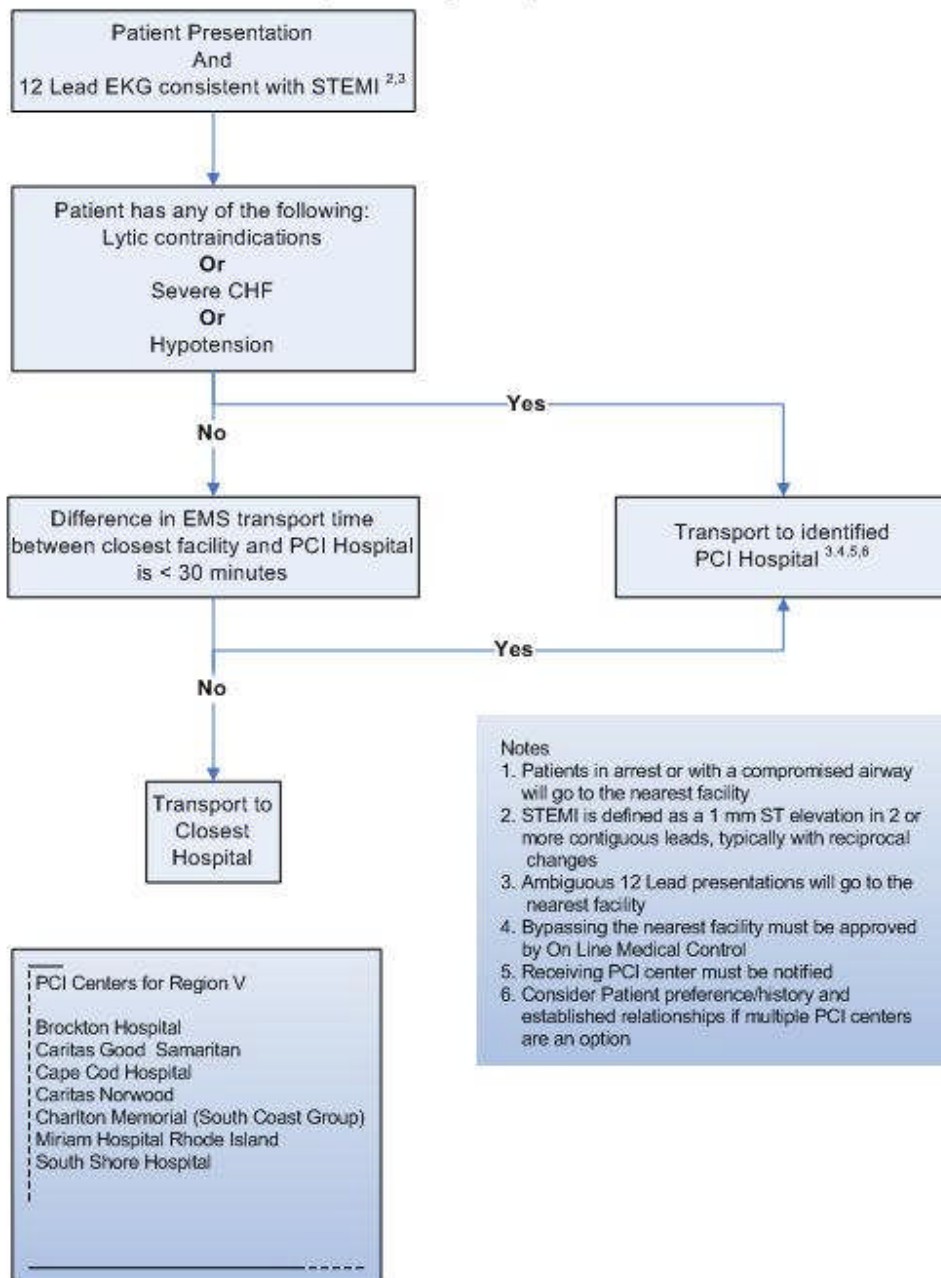 Patient Presentation
And
12 Lead EKG consistent with STEMI 2,3
Patient has any of the following:
Lytic contraindications
Or
Severe CHF
Or
Hypotension
Yes
No
Difference in EMS transport time
between closest facility and PCI Hospital
is < 30 minutes
Transport to identified
PCI Hospital 3,4,5,6
Yes
No
Transport to
Closest
Hospital
Notes
1. Patients in arrest or with a compromised airway
will go to the nearest facility
2. STEMI is defined as a 1 mm ST elevation in 2 or
more contiguous leads, typically with reciprocal
changes
3. Ambiguous 12 Lead presentations will go to the
nearest facility
4. Bypassing the nearest facility must be approved
by On Line Medical Control
5. Receiving PCI center must be notified
6. Consider Patient preference/history and
established relationships if multiple PCI centers
are an option
PCI Centers for Region V
Brockton Hospital
Caritas Good Samaritan
Cape Cod Hospital
Caritas Norwood
Charlton Memorial (South Coast Group)
Miriam Hospital Rhode Island
South Shore Hospital